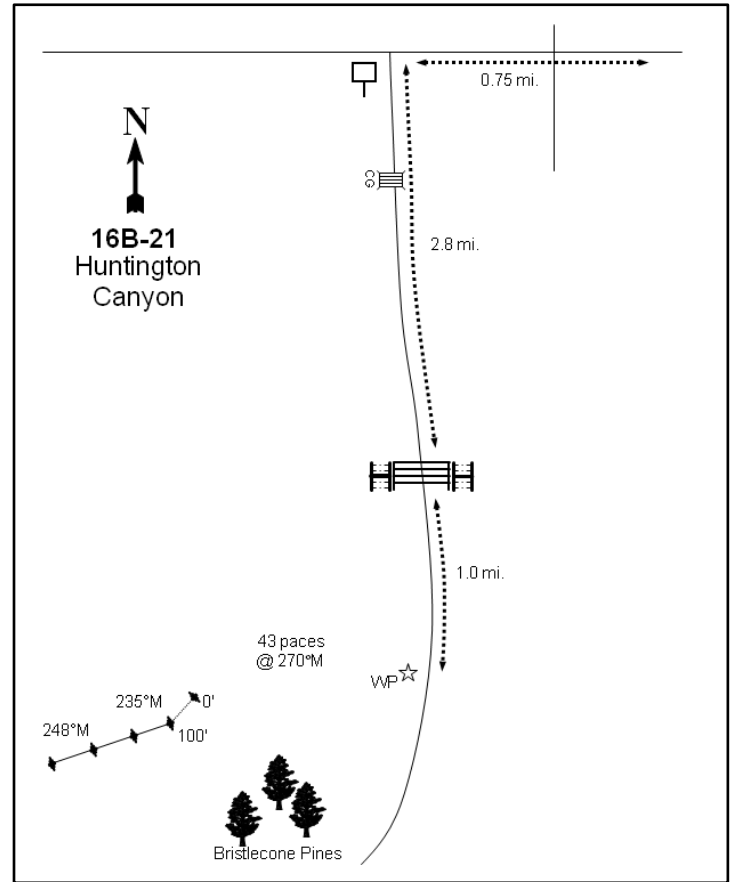 0.75 mi.
N
CG
16B-21
Huntington
Canyon
2.8 mi.
1.0 mi.
43 paces
@ 270°M
WP
235°M
0'
248°M
100'
Bristlecone Pines